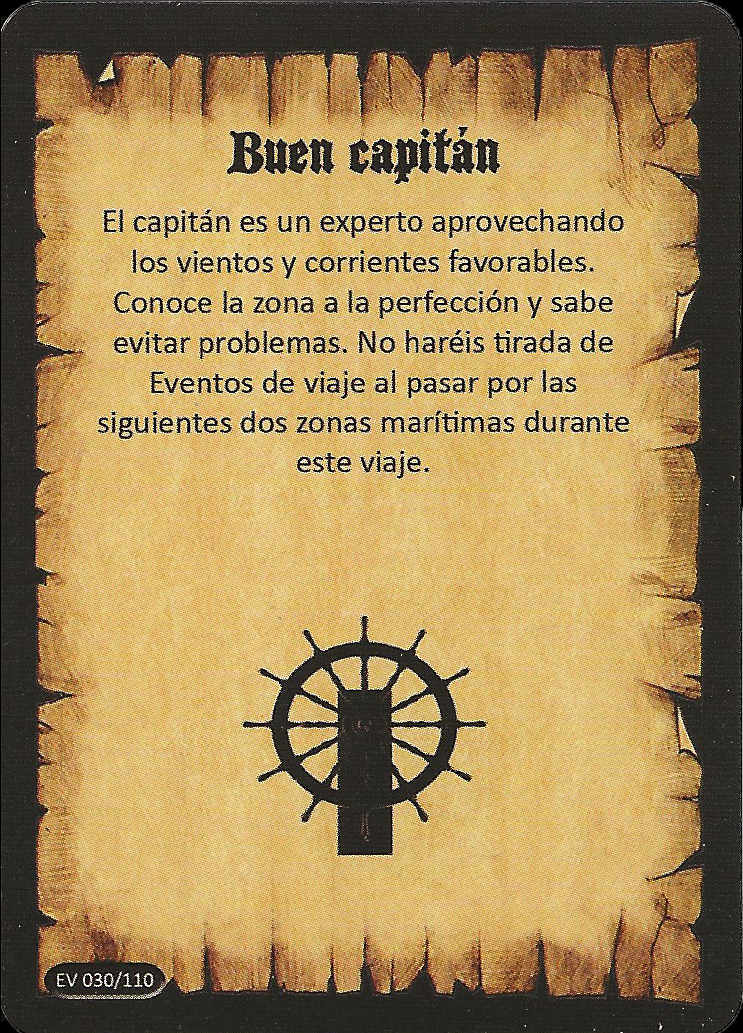 Buen capitán
El capitán es un experto aprovechando
los vientos y corrientes favorables.
Conoce la zona a la perfección y sabe
evitar problemas. No haréis tirada de
Eventos de viaje al pasar por las
siguientes dos zonas marítimas durante
este viaje.
EV 030/110